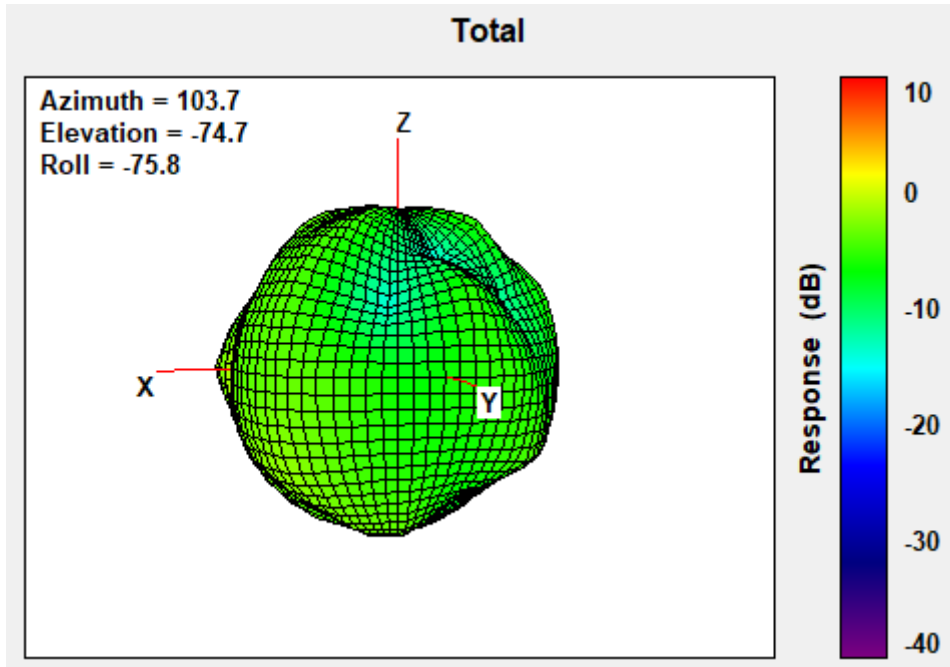 Total
Azimuth = 103.7
Elevation = -74.7
Roll = -75.8
Z
X
Y
10
0
-10
-20
-30
-40
Response (dB)